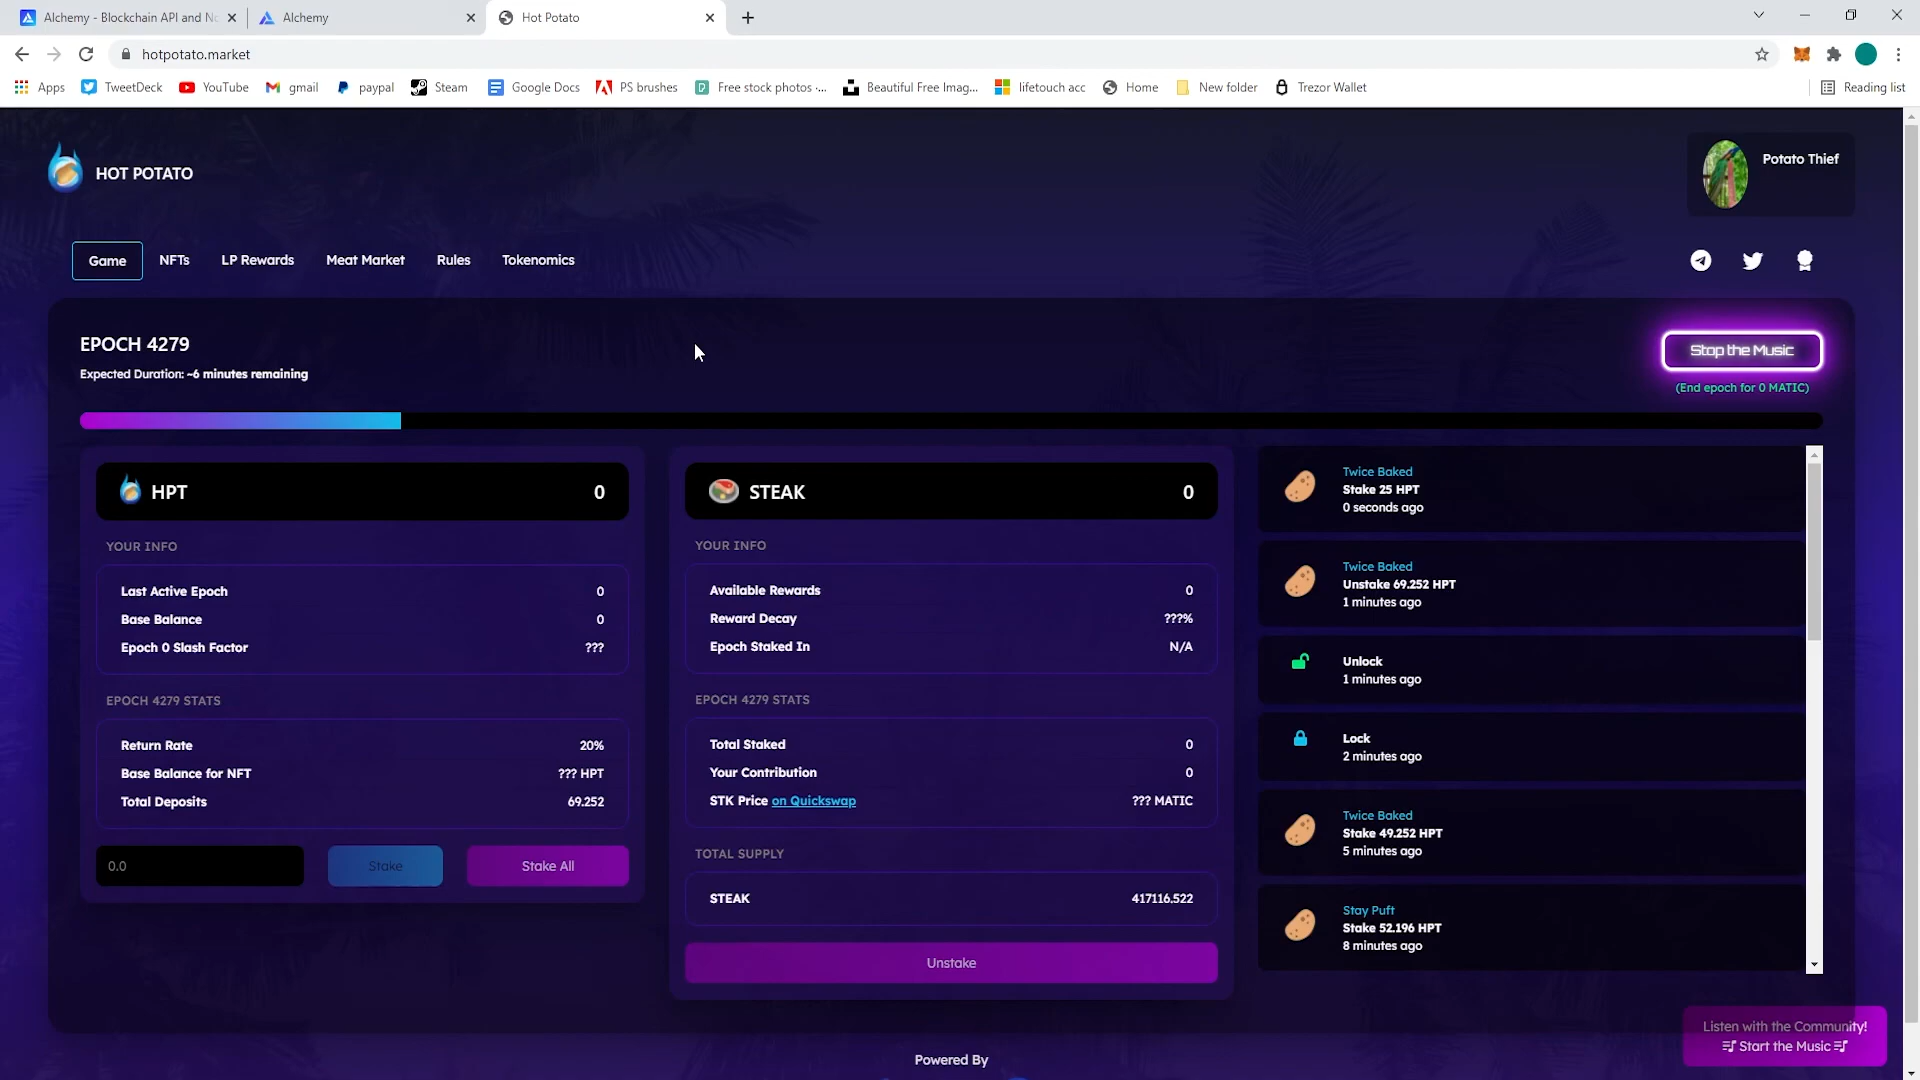 Alchemy - Blockchain API and No
Alchemy
Hot Potato
hotpotato.market
Apps
TweetDeck
YouTube
gmail
paypal
Steam
Google Docs
PS brushes
Free stock photos ·...
Beautiful Free Imag...
lifetouch acc
Home
New folder
Trezor Wallet
Reading list
HOT POTATO
Potato Thief
Game
NFTs
LP Rewards
Meat Market
Rules
Tokenomics
EPOCH 4279
Expected Duration: ~6 minutes remaining
Stop the Music
(End epoch for 0 MATIC)
HPT 0
YOUR INFO
Last Active Epoch 0
Base Balance 0
Epoch 0 Slash Factor ???
EPOCH 4279 STATS
Return Rate 20%
Base Balance for NFT ??? HPT
Total Deposits 69.252
0.0
Stake
Stake All
STEAK 0
YOUR INFO
Available Rewards 0
Reward Decay ???%
Epoch Staked In N/A
EPOCH 4279 STATS
Total Staked 0
Your Contribution 0
STK Price on Quickswap ??? MATIC
TOTAL SUPPLY
STEAK 417116.522
Unstake
Twice Baked
Stake 25 HPT
0 seconds ago
Twice Baked
Unstake 69.252 HPT
1 minutes ago
Unlock
1 minutes ago
Lock
2 minutes ago
Twice Baked
Stake 49.252 HPT
5 minutes ago
Stay Puft
Stake 52.196 HPT
8 minutes ago
Listen with the Community!
Start the Music
Powered By